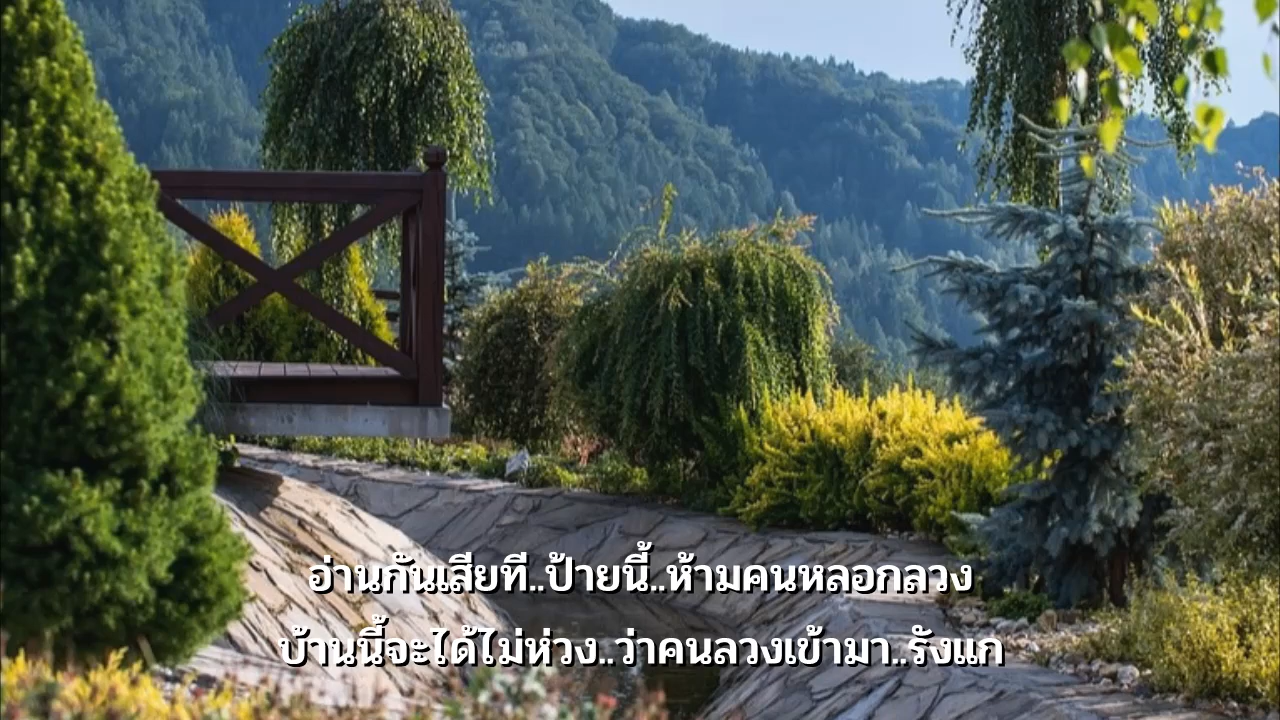 อ่านกันเสียที..ป้ายนี้..ห้ามคนหลอกลวง
บ้านนี้จะได้ไม่ห่วง..ว่าคนลวงเข้ามา..รังแก